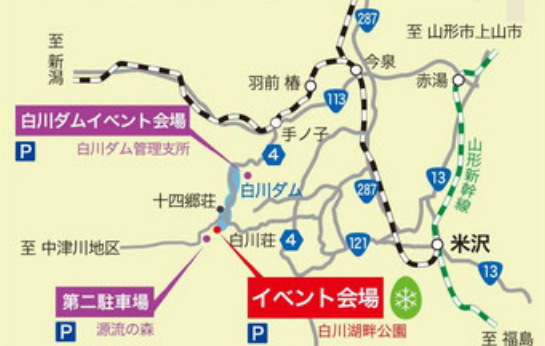 287
至 山形市上山市
至
新
潟
今泉
羽前 椿
赤湯
113
白川ダムイベント会場
手ノ子
P
白川ダム管理支所
4
山形新幹線
13
白川ダム
287
十四郷荘
白川荘
4
121
米沢
至 中津川地区
13
イベント会場
第二駐車場
P
源流の森
P
白川湖畔公園
至 福島